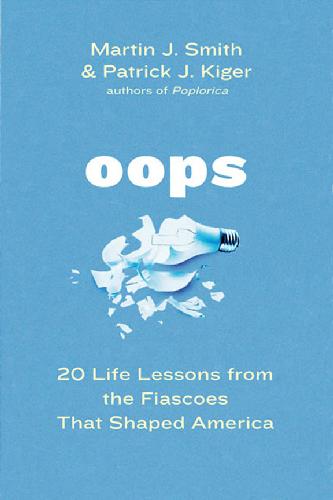 Martin J. Smith
& Patrick J. Kiger
authors of Poplorica
oops
20 Life Lessons from
the Fiascoes
That Shaped America